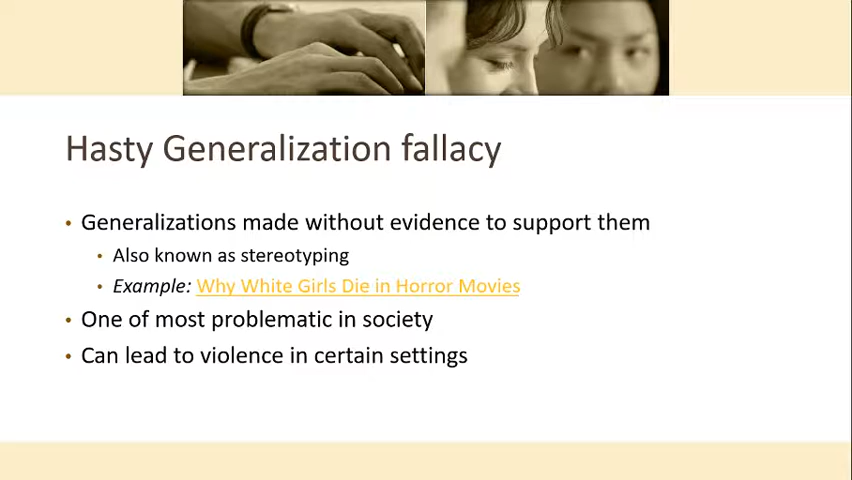 Hasty Generalization fallacy
• Generalizations made without evidence to support them
• Also known as stereotyping
• Example: Why White Girls Die in Horror Movies
• One of most problematic in society
• Can lead to violence in certain settings